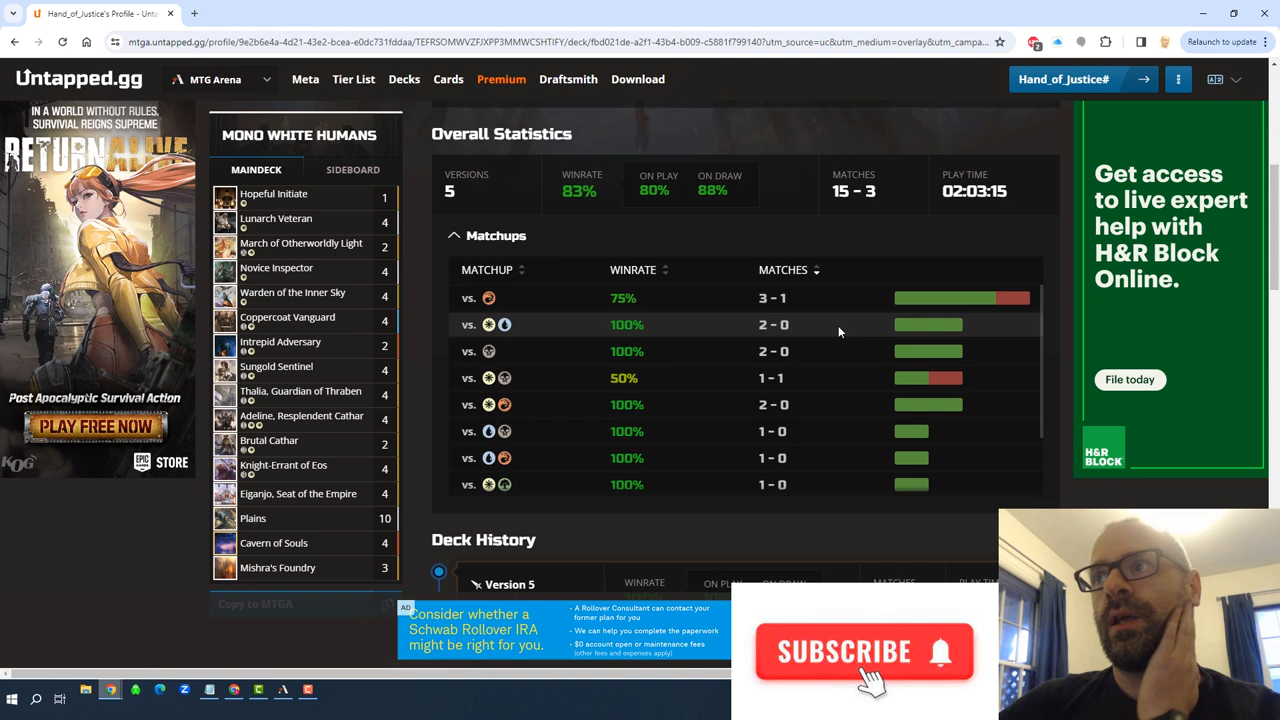 Hand_of_Justice's Profile - Unta
mtga.untapped.gg/profile/9e2b6e4a-4d21-43e2-bcea-e0dc731fddaa/TEFRSOMWVZFJXPP3MMWCSHTIFY/deck/fbd021de-a2f1-43b4-b009-c5881f799140?utm_source=uc&utm_medium=overlay&utm_campa...
2
Relaunch to update
Untapped.gg
MTG Arena
Meta
Tier List
Decks
Cards
Premium
Draftsmith
Download
Hand_of_Justice#
IN A WORLD WITHOUT RULES,
SURVIVAL REIGNS SUPREME
RETURN ALIVE
Post Apocalyptic Survival Action
PLAY FREE NOW
KOG
EPIC GAMES STORE
MONO WHITE HUMANS
MAINDECK SIDEBOARD
Hopeful Initiate 1
Lunarch Veteran 4
March of Otherworldly Light 2
Novice Inspector 4
Warden of the Inner Sky 4
Coppercoat Vanguard 4
Intrepid Adversary 2
Sungold Sentinel 4
Thalia, Guardian of Thraben 4
Adeline, Resplendent Cathar 4
Brutal Cathar 2
Knight-Errant of Eos 4
Eiganjo, Seat of the Empire 4
Plains 10
Cavern of Souls 4
Mishra's Foundry 3
Copy to MTGA
Overall Statistics
VERSIONS WINRATE ON PLAY ON DRAW MATCHES PLAY TIME
5 83% 80% 88% 15 - 3 02:03:15
Matchups
MATCHUP WINRATE MATCHES
vs. 75% 3 - 1
vs. 100% 2 - 0
vs. 100% 2 - 0
vs. 50% 1 - 1
vs. 100% 2 - 0
vs. 100% 1 - 0
vs. 100% 1 - 0
vs. 100% 1 - 0
Deck History
Version 5
WINRATE
AD
Consider whether a
Schwab Rollover IRA
might be right for you.
· A Rollover Consultant can contact your
former plan for you
· We can help you complete the paperwork
· $0 account open or maintenance fees
(other fees and expenses apply)
Get access
to live expert
help with
H&R Block
Online.
File today
H&R
BLOCK
SUBSCRIBE